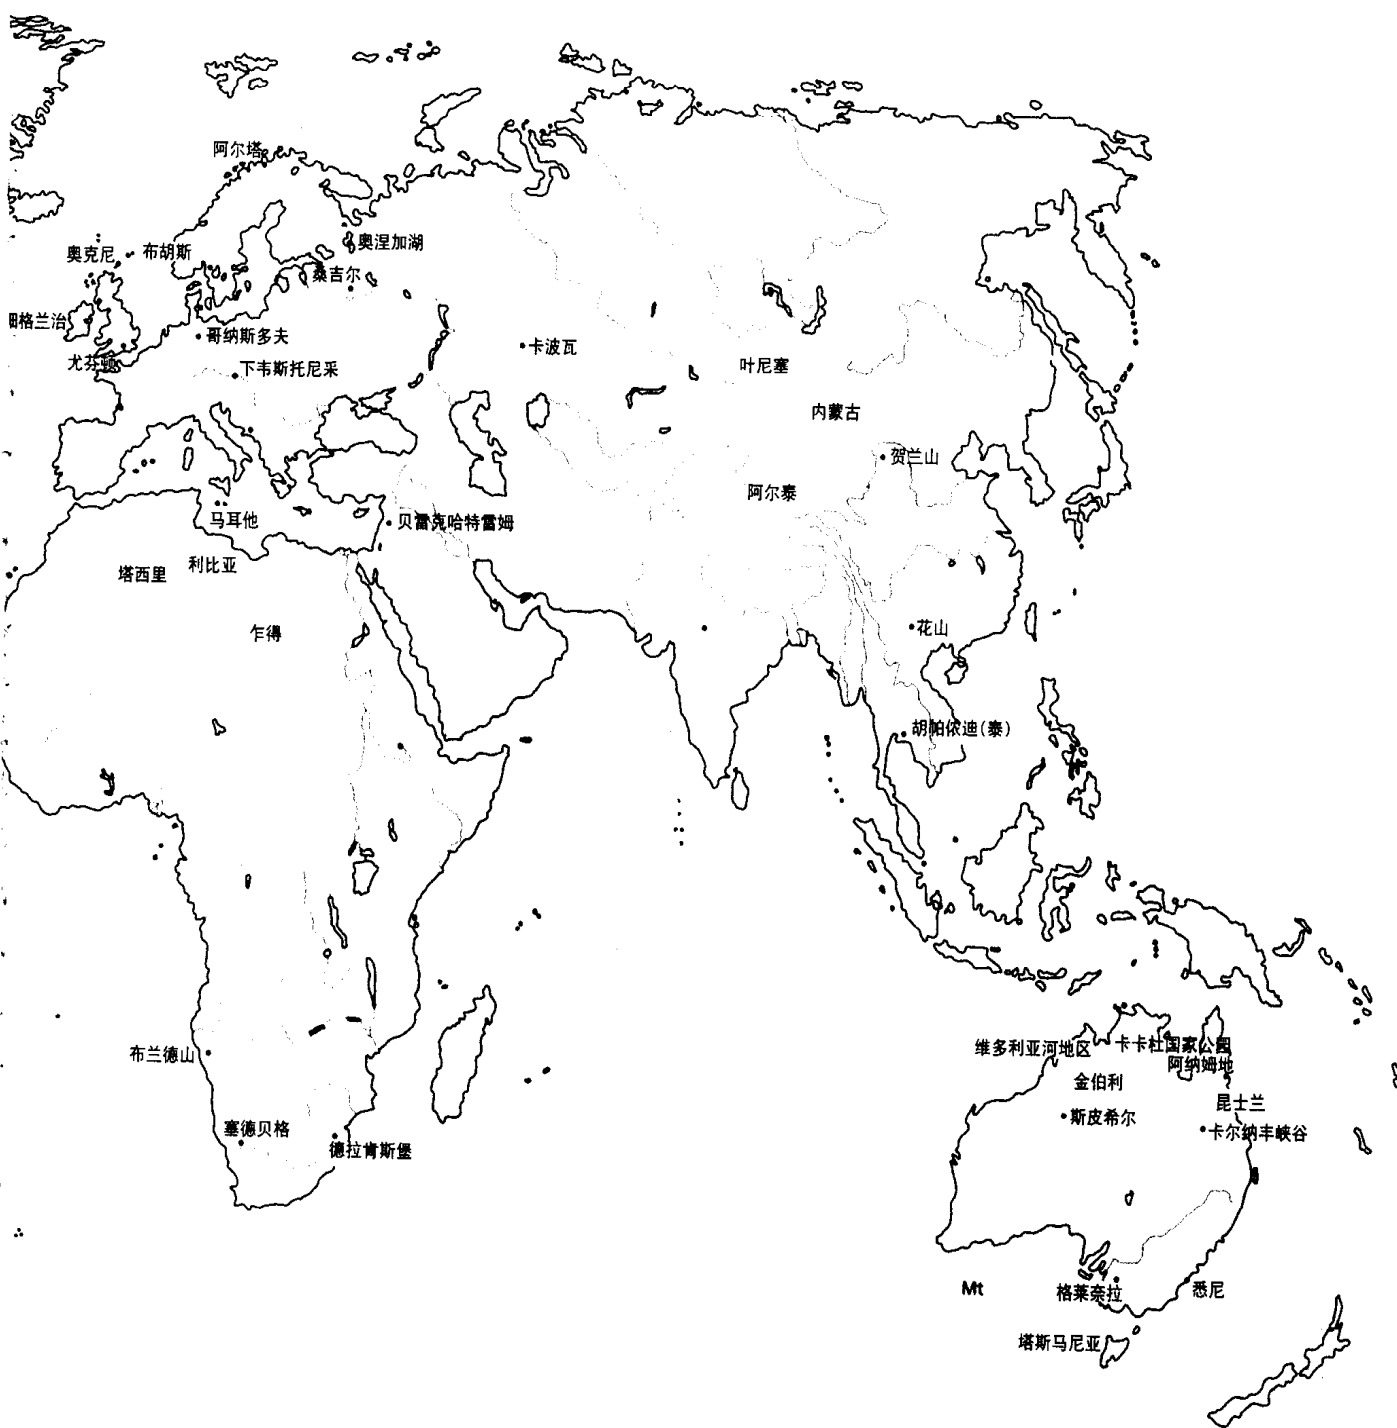 阿尔塔
奥克尼
布胡斯
奥涅加湖
桑吉尔
格兰治
哥纳斯多夫
尤芬顿
下韦斯托尼采
卡波瓦
叶尼塞
内蒙古
贺兰山
阿尔泰
马耳他
贝雷克哈特雷姆
利比亚
塔西里
乍得
花山
胡帕侬迪(泰)
维多利亚河地区
卡卡杜国家公园
阿纳姆地
布兰德山
金伯利
昆士兰
斯皮希尔
塞德贝格
卡尔纳丰峡谷
德拉肯斯堡
Mt
格莱奈拉
悉尼
塔斯马尼亚